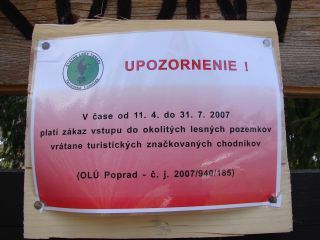 UPOZORNENIE !
V čase od 11. 4. do 31. 7. 2007
platí zákaz vstupu do okolitých lesných pozemkov
vrátane turistických značkovaných chodníkov
(OLÚ Poprad - č. j. 2007/940/185)